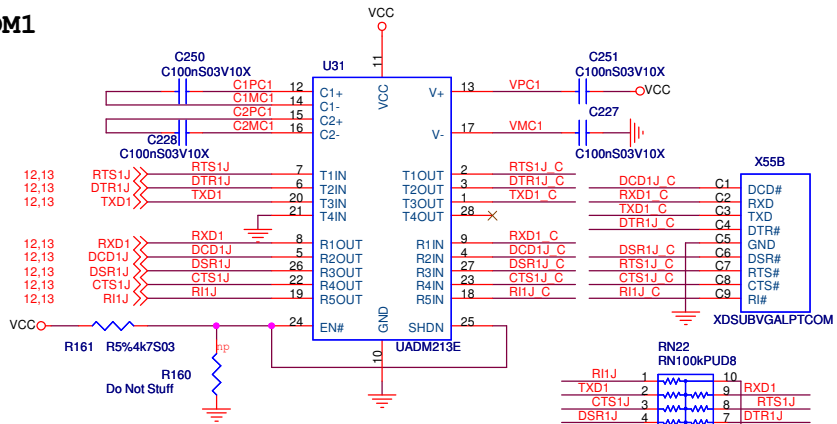 OM1
VCC
C250
C100nS03V10X
U31
C251
C100nS03V10X
11
VCC
C1PC1 12 C1+
C1MC1 14 C1-
C2PC1 15 C2+
C2MC1 16 C2-
V+ 13 VPC1
VCC
C227
V- 17 VMC1
C100nS03V10X
C228
C100nS03V10X
X55B
12,13 RTS1J RTS1J 7 T1IN
12,13 DTR1J DTR1J 6 T2IN
12,13 TXD1 TXD1 20 T3IN
21 T4IN
T1OUT 2 RTS1J_C
T2OUT 3 DTR1J_C
T3OUT 1 TXD1_C
T4OUT 28
12,13 RXD1 RXD1 8 R1OUT
12,13 DCD1J DCD1J 5 R2OUT
12,13 DSR1J DSR1J 26 R3OUT
12,13 CTS1J CTS1J 22 R4OUT
12,13 RI1J RI1J 19 R5OUT
R1IN 9 RXD1_C
R2IN 4 DCD1J_C
R3IN 27 DSR1J_C
R4IN 23 CTS1J_C
R5IN 18 RI1J_C
DCD1J_C C1 DCD#
RXD1_C C2 RXD
TXD1_C C3 TXD
DTR1J_C C4 DTR#
C5 GND
DSR1J_C C6 DSR#
RTS1J_C C7 RTS#
CTS1J_C C8 CTS#
RI1J_C C9 RI#
XDSUBVGALPTCOM
VCC
24 EN#
GND
SHDN 25
R161 R5%4k7S03
10
UADM213E
np
R160
Do Not Stuff
RN22
RN100kPUD8
RI1J 1 10
TXD1 2 9 RXD1
CTS1J 3 8 RTS1J
DSR1J 4 7 DTR1J